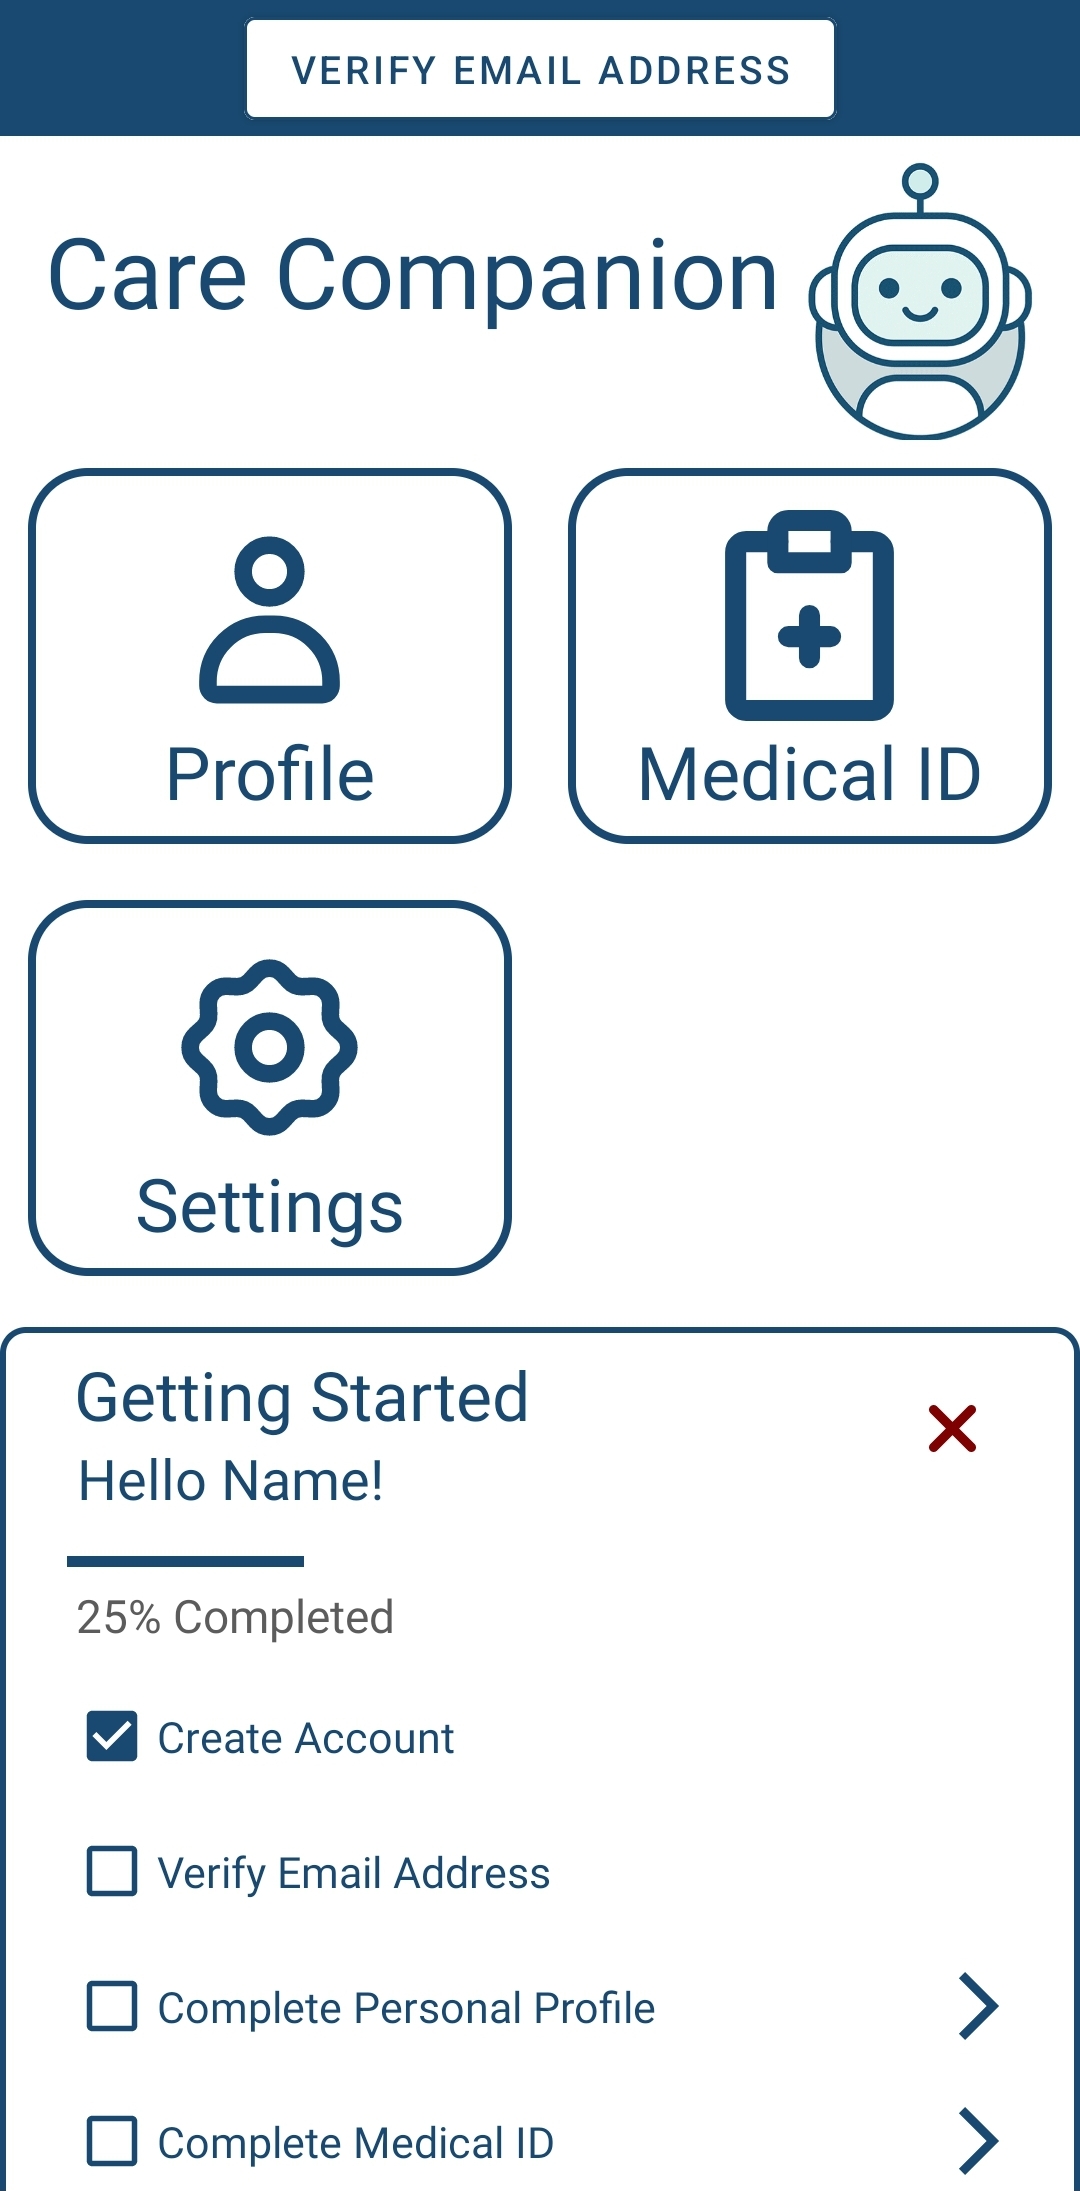 VERIFY EMAIL ADDRESS
Care Companion
Profile
Medical ID
Settings
Getting Started
Hello Name!
25% Completed
Create Account
Verify Email Address
Complete Personal Profile
Complete Medical ID